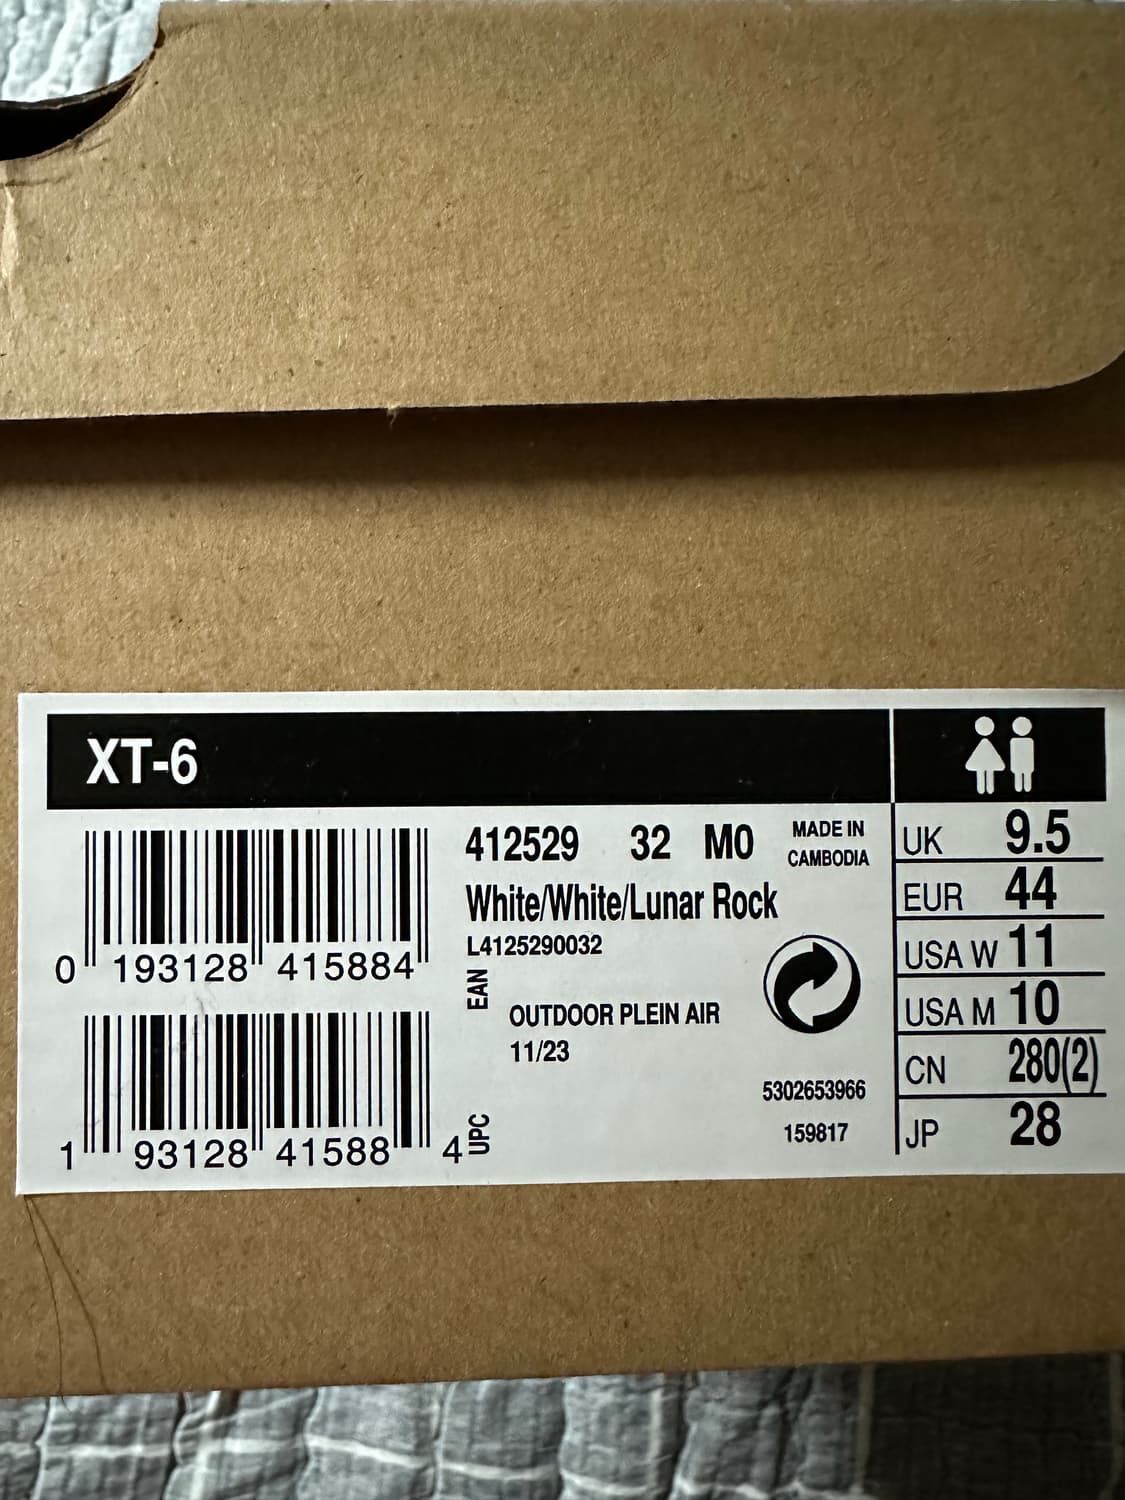 XT-6
0 193128 415884
EAN
1 93128 41588 4
UPC
412529 32 M0
MADE IN
CAMBODIA
White/White/Lunar Rock
L4125290032
OUTDOOR PLEIN AIR
11/23
5302653966
159817
UK 9.5
EUR 44
USA W 11
USA M 10
CN 280(2)
JP 28